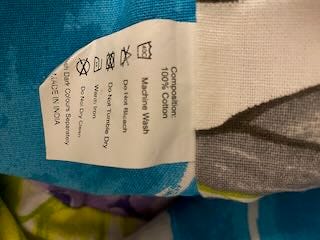 Composition:
100% Cotton
Machine Wash
Do Not Bleach
Do Not Tumble Dry
Warm Iron
Do Not Dry Clean
Dark Colours Separately
MADE IN INDIA